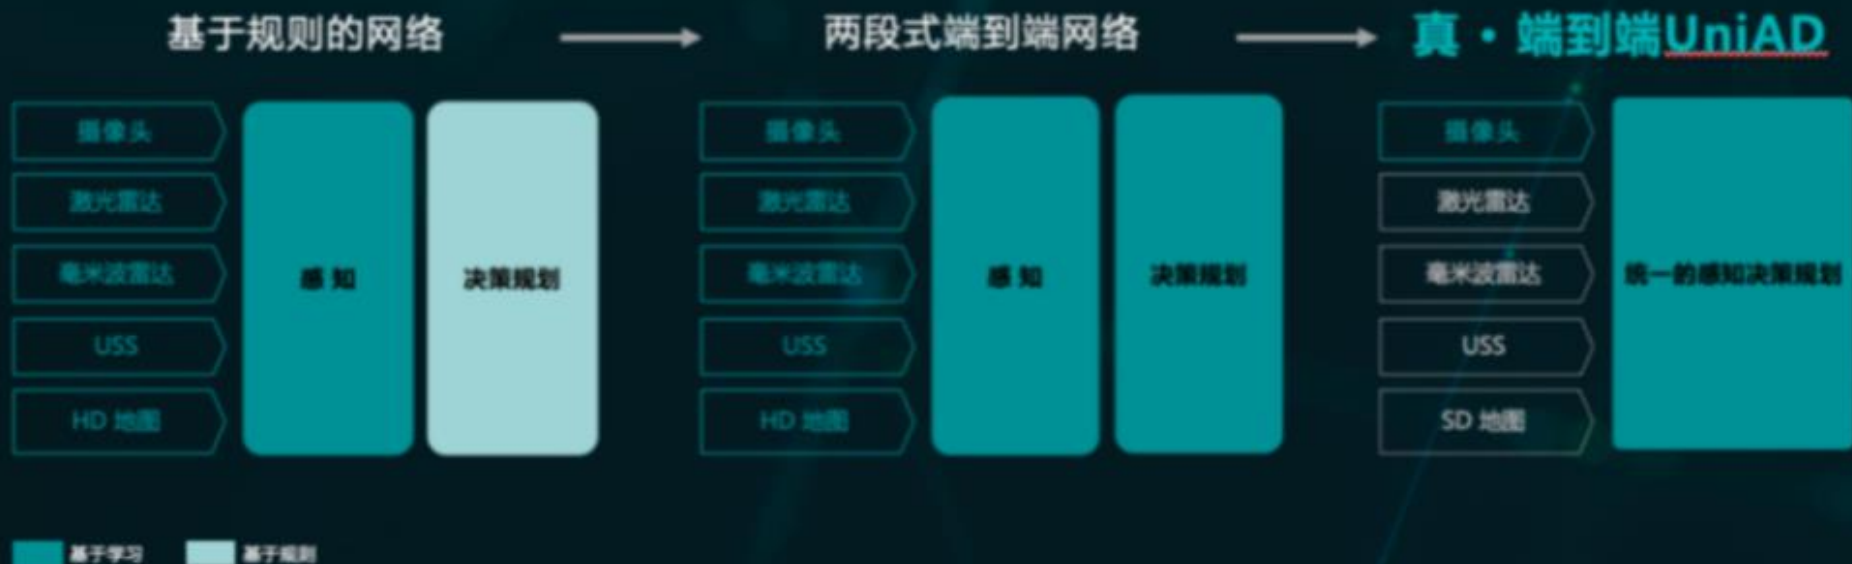 基于规则的网络
两段式端到端网络
真·端到端UniAD
摄像头
激光雷达
毫米波雷达
USS
HD 地图
感 知
决策规划
摄像头
激光雷达
毫米波雷达
USS
HD 地图
感 知
决策规划
摄像头
激光雷达
毫米波雷达
USS
SD 地图
统一的感知决策规划
基于学习
基于规则